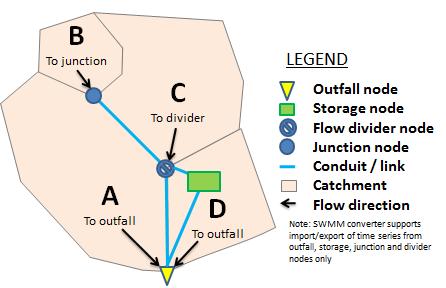 B
To junction
C
To divider
A
To outfall
D
To outfall
LEGEND
Outfall node
Storage node
Flow divider node
Junction node
Conduit / link
Catchment
Flow direction
Note: SWMM converter supports
import/export of time series from
outfall, storage, junction and divider
nodes only